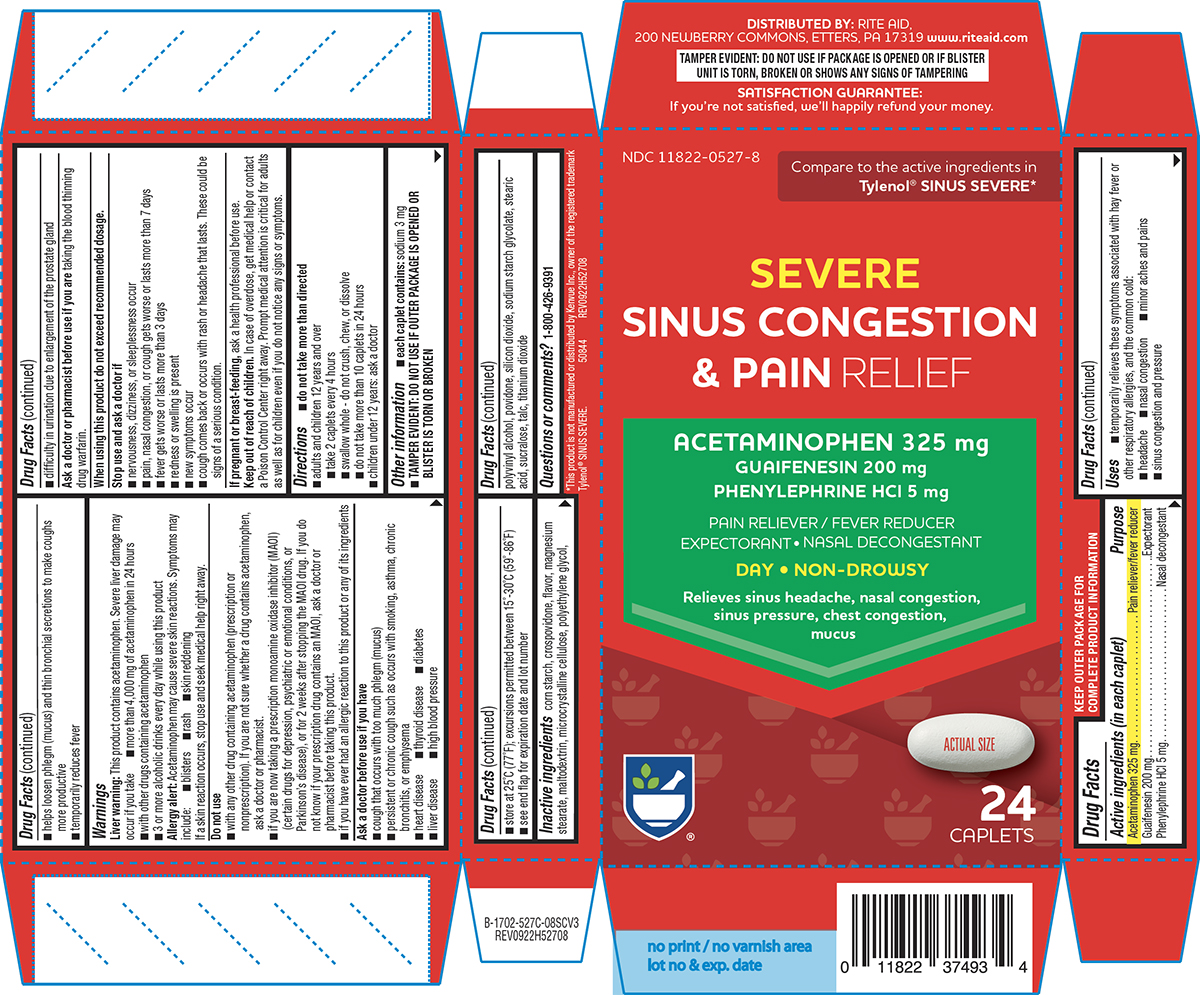 DISTRIBUTED BY: RITE AID,
200 NEWBERRY COMMONS, ETTERS, PA 17319 www.riteaid.com
TAMPER EVIDENT: DO NOT USE IF PACKAGE IS OPENED OR IF BLISTER
UNIT IS TORN, BROKEN OR SHOWS ANY SIGNS OF TAMPERING
SATISFACTION GUARANTEE:
If you're not satisfied, we'll happily refund your money.
NDC 11822-0527-8
Compare to the active ingredients in
Tylenol® SINUS SEVERE*
SEVERE
SINUS CONGESTION
& PAIN RELIEF
ACETAMINOPHEN 325 mg
GUAIFENESIN 200 mg
PHENYLEPHRINE HCl 5 mg
PAIN RELIEVER / FEVER REDUCER
EXPECTORANT • NASAL DECONGESTANT
DAY • NON-DROWSY
Relieves sinus headache, nasal congestion,
sinus pressure, chest congestion,
mucus
ACTUAL SIZE
®
24
CAPLETS
no print / no varnish area
lot no & exp. date
0 11822 37493 4
KEEP OUTER PACKAGE FOR
COMPLETE PRODUCT INFORMATION
Drug Facts
Active ingredients (in each caplet) Purpose
Acetaminophen 325 mg........................Pain reliever/fever reducer
Guaifenesin 200 mg........................Expectorant
Phenylephrine HCl 5 mg........................Nasal decongestant
Drug Facts (continued)
Uses ■ temporarily relieves these symptoms associated with hay fever or
other respiratory allergies, and the common cold:
■ headache ■ nasal congestion ■ minor aches and pains
■ sinus congestion and pressure
Drug Facts (continued)
■ helps loosen phlegm (mucus) and thin bronchial secretions to make coughs
more productive
■ temporarily reduces fever
Warnings
Liver warning: This product contains acetaminophen. Severe liver damage may
occur if you take ■ more than 4,000 mg of acetaminophen in 24 hours
■ with other drugs containing acetaminophen
■ 3 or more alcoholic drinks every day while using this product
Allergy alert: Acetaminophen may cause severe skin reactions. Symptoms may
include: ■ blisters ■ rash ■ skin reddening
If a skin reaction occurs, stop use and seek medical help right away.
Do not use
■ with any other drug containing acetaminophen (prescription or
nonprescription). If you are not sure whether a drug contains acetaminophen,
ask a doctor or pharmacist.
■ if you are now taking a prescription monoamine oxidase inhibitor (MAOI)
(certain drugs for depression, psychiatric or emotional conditions, or
Parkinson's disease), or for 2 weeks after stopping the MAOI drug. If you do
not know if your prescription drug contains an MAOI, ask a doctor or
pharmacist before taking this product.
■ if you have ever had an allergic reaction to this product or any of its ingredients
Ask a doctor before use if you have
■ cough that occurs with too much phlegm (mucus)
■ persistent or chronic cough such as occurs with smoking, asthma, chronic
bronchitis, or emphysema
■ heart disease ■ thyroid disease ■ diabetes
■ liver disease ■ high blood pressure
Drug Facts (continued)
■ difficulty in urination due to enlargement of the prostate gland
Ask a doctor or pharmacist before use if you are taking the blood thinning
drug warfarin.
When using this product do not exceed recommended dosage.
Stop use and ask a doctor if
■ nervousness, dizziness, or sleeplessness occur
■ pain, nasal congestion, or cough gets worse or lasts more than 7 days
■ fever gets worse or lasts more than 3 days
■ redness or swelling is present
■ new symptoms occur
■ cough comes back or occurs with rash or headache that lasts. These could be
signs of a serious condition.
If pregnant or breast-feeding, ask a health professional before use.
Keep out of reach of children. In case of overdose, get medical help or contact
a Poison Control Center right away. Prompt medical attention is critical for adults
as well as for children even if you do not notice any signs or symptoms.
Directions ■ do not take more than directed
■ adults and children 12 years and over
■ take 2 caplets every 4 hours
■ swallow whole - do not crush, chew, or dissolve
■ do not take more than 10 caplets in 24 hours
■ children under 12 years: ask a doctor
Other information ■ each caplet contains: sodium 3 mg
■ TAMPER EVIDENT: DO NOT USE IF OUTER PACKAGE IS OPENED OR
BLISTER IS TORN OR BROKEN
Drug Facts (continued)
■ store at 25°C (77°F); excursions permitted between 15°-30°C (59°-86°F)
■ see end flap for expiration date and lot number
Inactive ingredients corn starch, crospovidone, flavor, magnesium
stearate, maltodextrin, microcrystalline cellulose, polyethylene glycol,
Drug Facts (continued)
polyvinyl alcohol, povidone, silicon dioxide, sodium starch glycolate, stearic
acid, sucralose, talc, titanium dioxide
Questions or comments? 1-800-426-9391
*This product is not manufactured or distributed by Kenvue Inc., owner of the registered trademark
Tylenol® SINUS SEVERE. 50844 REV0922H52708
B-1702-527C-08SCV3
REV0922H52708